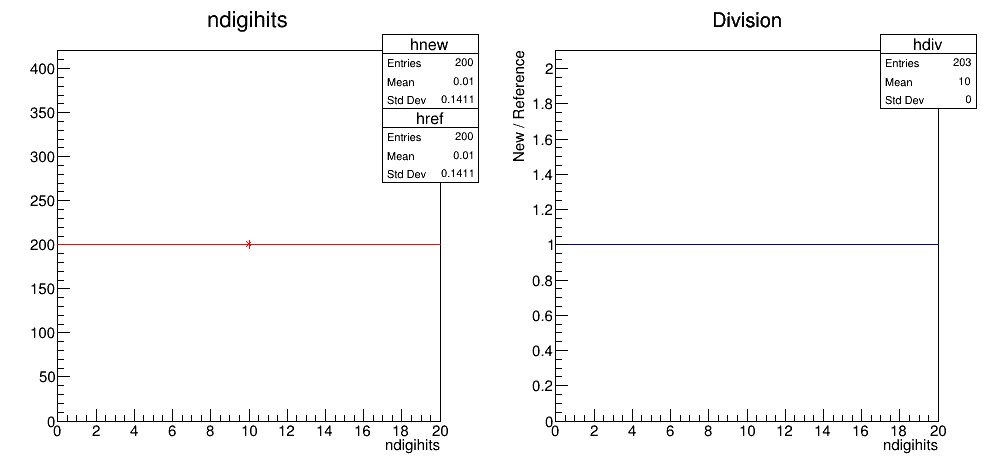 ndigihits
hnew
Entries 200
Mean 0.01
Std Dev 0.1411
href
Entries 200
Mean 0.01
Std Dev 0.1411
400
350
300
250
200
150
100
50
0
0 2 4 6 8 10 12 14 16 18 20
ndigihits
Division
hdiv
Entries 203
Mean 10
Std Dev 0
New / Reference
2
1.8
1.6
1.4
1.2
1
0.8
0.6
0.4
0.2
0
0 2 4 6 8 10 12 14 16 18 20
ndigihits